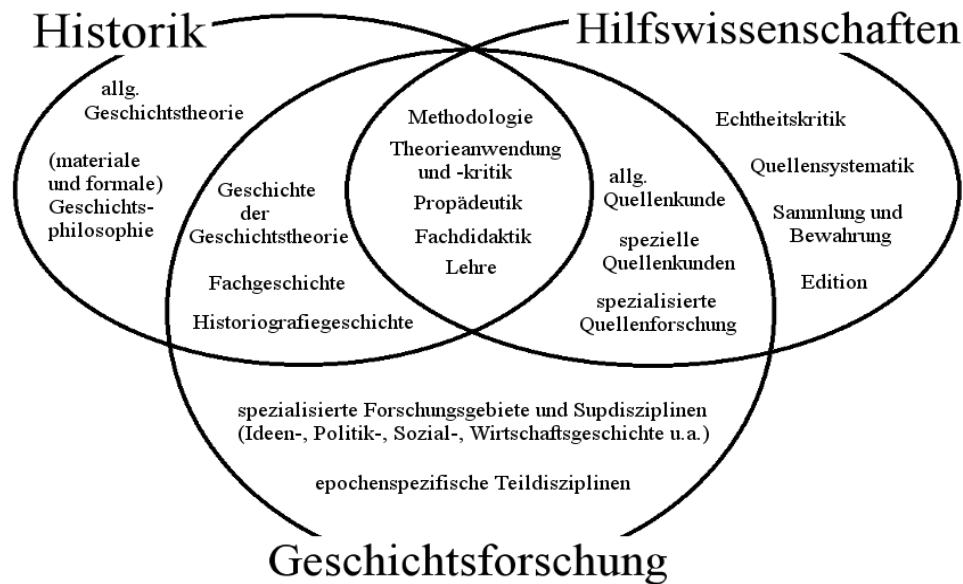 Historik
Hilfswissenschaften
allg.
Geschichtstheorie
(materiale
und formale)
Geschichts-
philosophie
Geschichte
der
Geschichtstheorie
Fachgeschichte
Historiografiegeschichte
Methodologie
Theorieanwendung
und -kritik
Propädeutik
Fachdidaktik
Lehre
allg.
Quellenkunde
spezielle
Quellenkunden
spezialisierte
Quellenforschung
Echtheitskritik
Quellensystematik
Sammlung und
Bewahrung
Edition
spezialisierte Forschungsgebiete und Supdisziplinen
(Ideen-, Politik-, Sozial-, Wirtschaftsgeschichte u.a.)
epochenspezifische Teildisziplinen
Geschichtsforschung